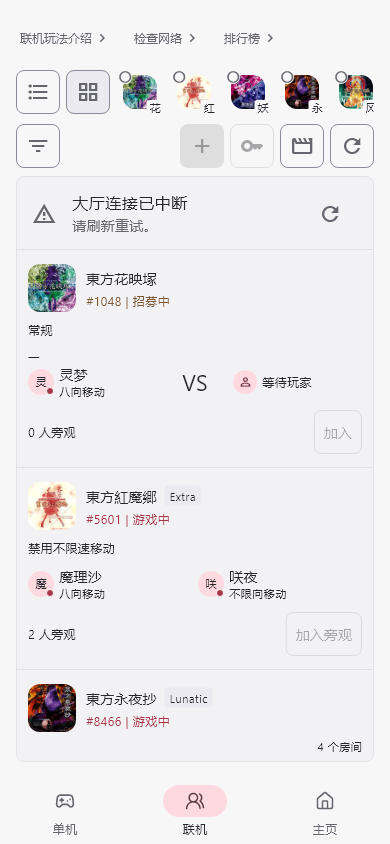 联机玩法介绍
检查网络
排行榜
花
红
妖
永
风
大厅连接已中断
请刷新重试。
東方花映塚
#1048 | 招募中
常规
—
灵
灵梦
八向移动
VS
等待玩家
0 人旁观
加入
東方紅魔郷
Extra
#5601 | 游戏中
禁用不限速移动
魔
魔理沙
八向移动
咲
咲夜
不限向移动
2 人旁观
加入旁观
東方永夜抄
Lunatic
#8466 | 游戏中
4 个房间
单机
联机
主页